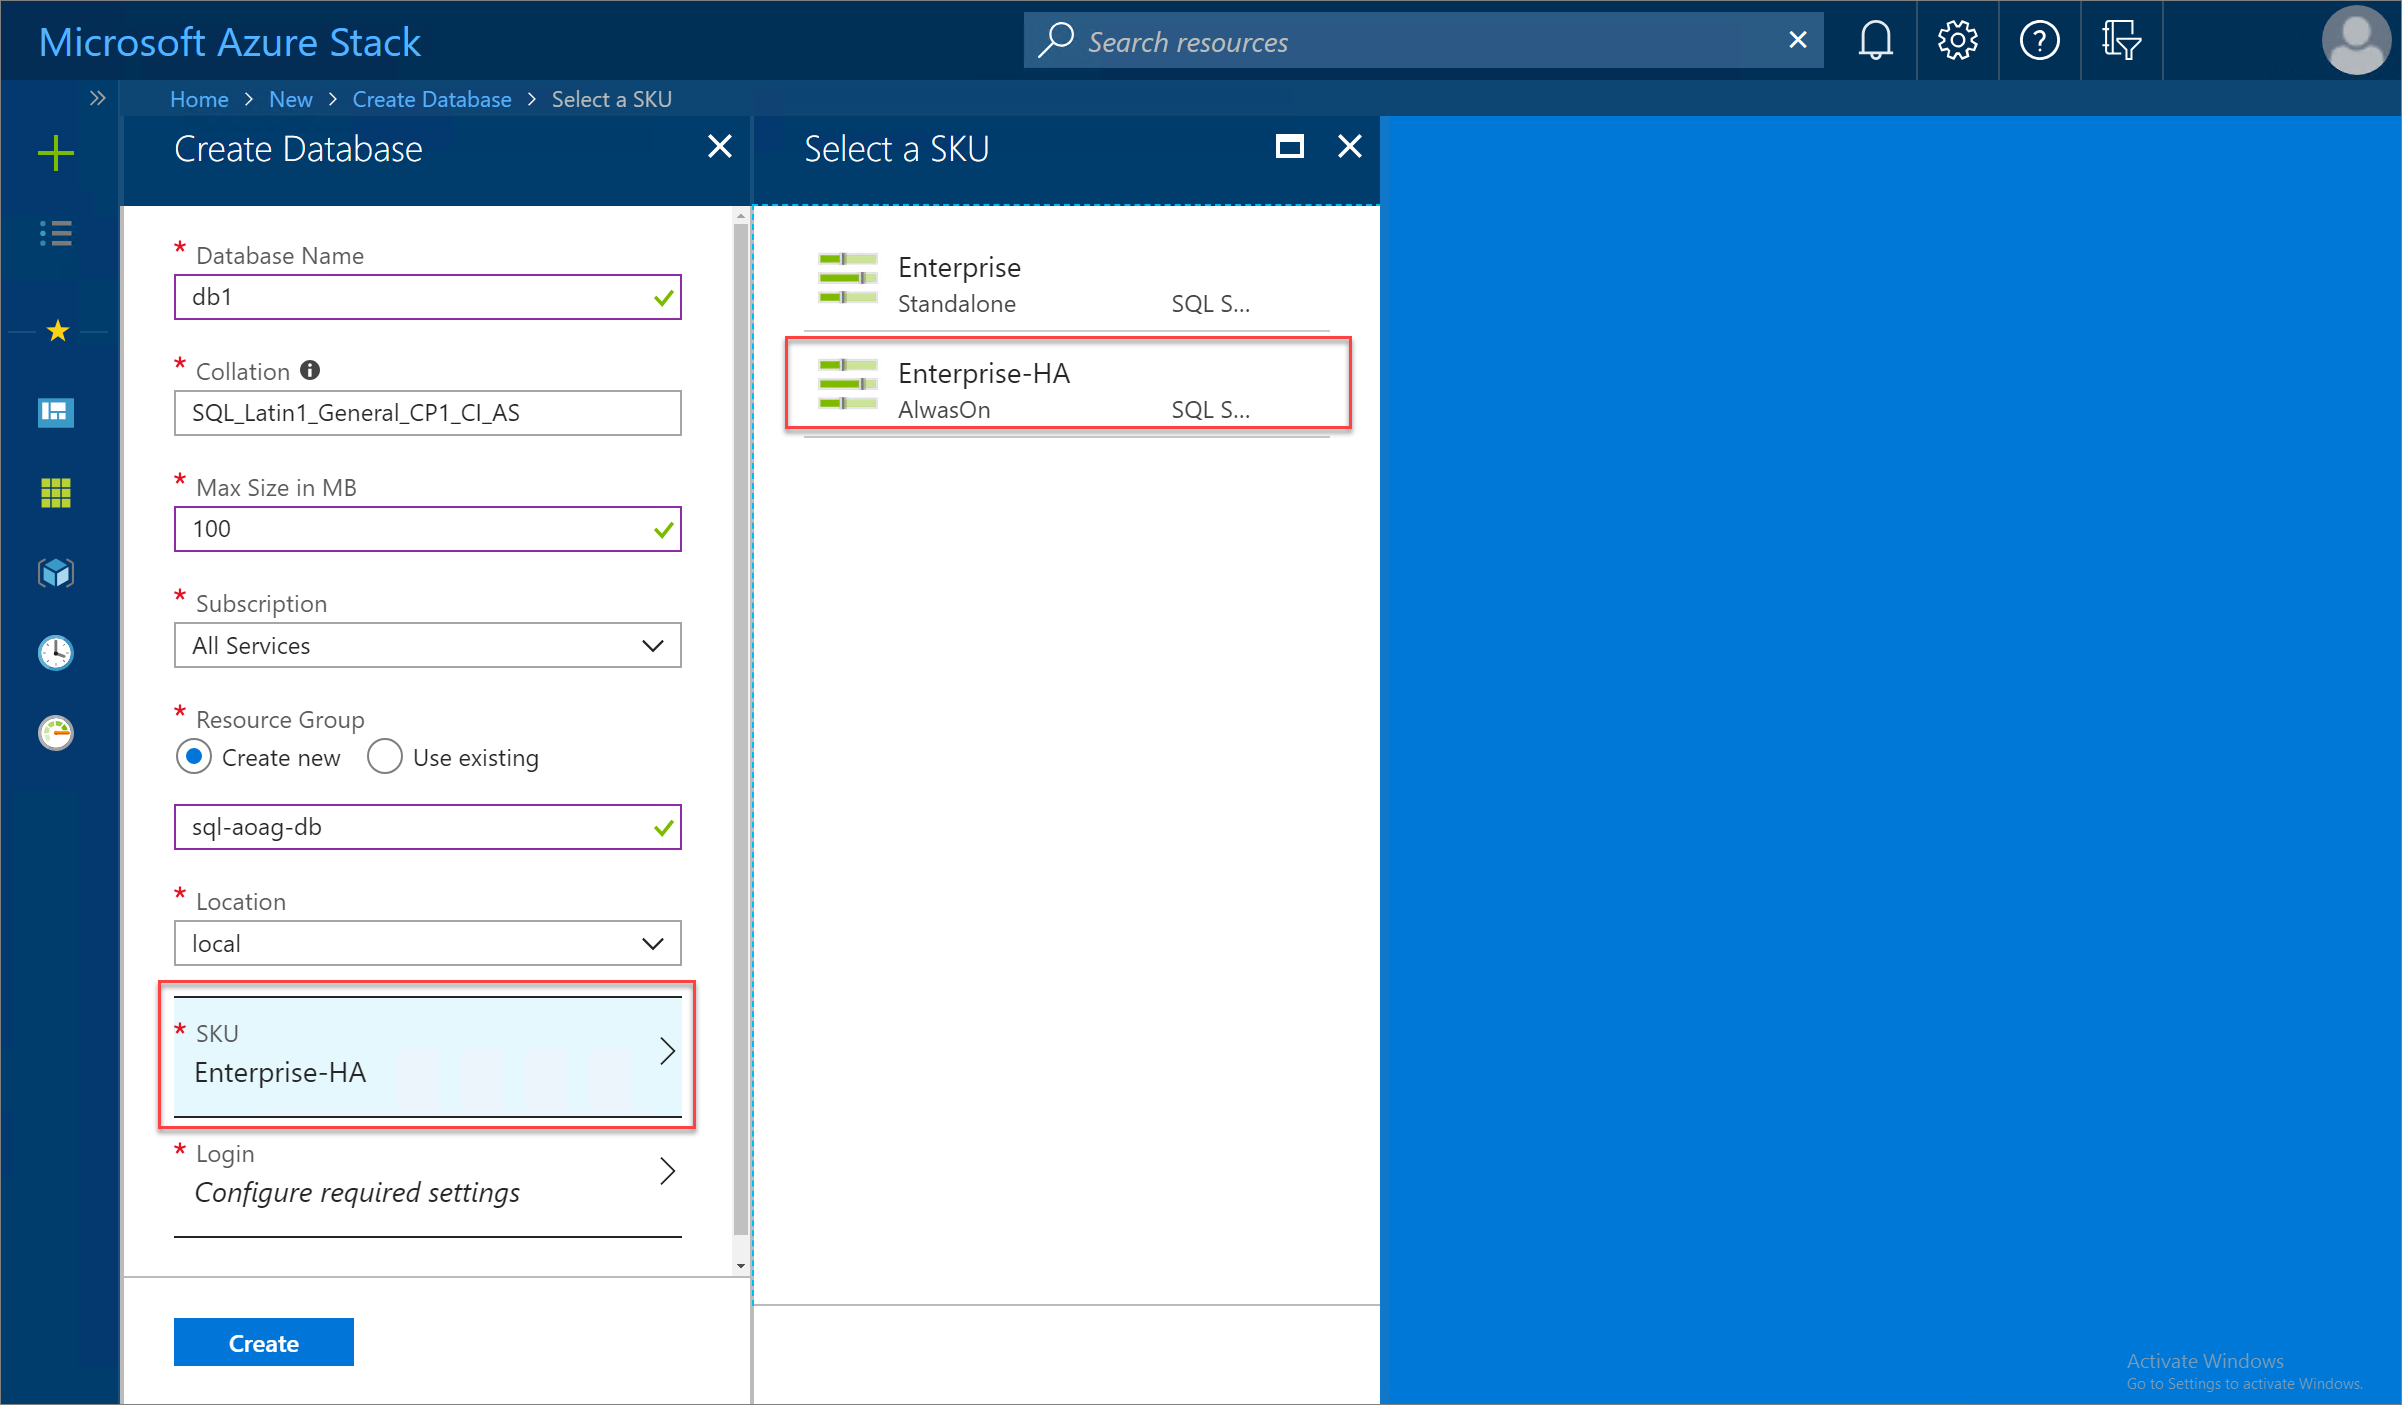 Microsoft Azure Stack
Search resources
Home > New > Create Database > Select a SKU
Create Database
* Database Name
db1
* Collation
SQL_Latin1_General_CP1_CI_AS
* Max Size in MB
100
* Subscription
All Services
* Resource Group
Create new Use existing
sql-aoag-db
* Location
local
* SKU
Enterprise-HA
* Login
Configure required settings
Create
Select a SKU
Enterprise
Standalone SQL S...
Enterprise-HA
AlwasOn SQL S...
Activate Windows
Go to Settings to activate Windows.